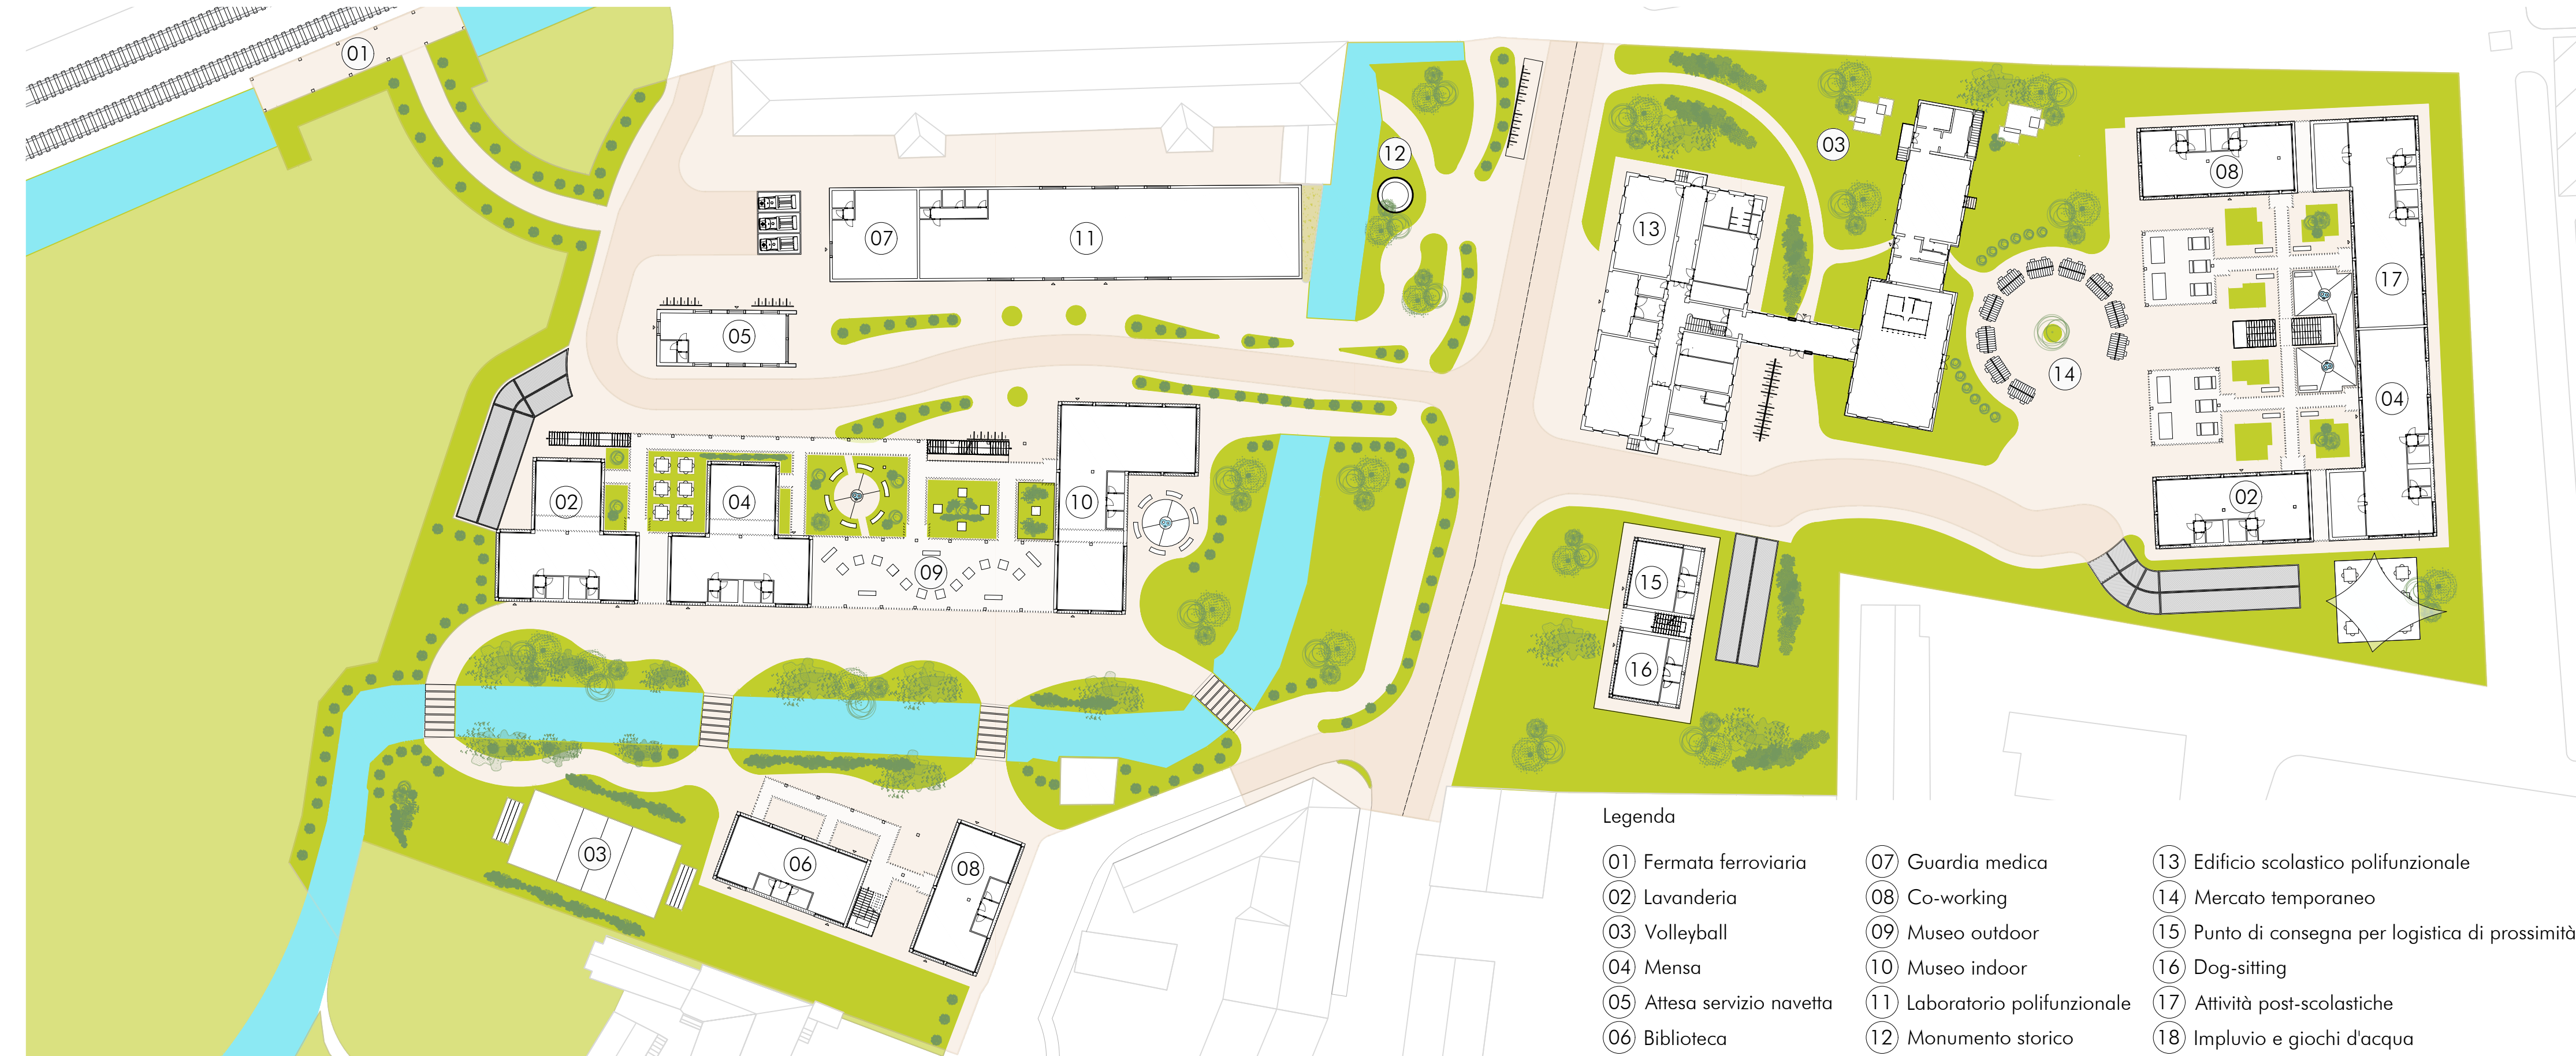 01
12
03
08
13
07
11
17
05
14
04
02
04
10
02
09
15
16
03
06
08
Legenda
01 Fermata ferroviaria
02 Lavanderia
03 Volleyball
04 Mensa
05 Attesa servizio navetta
06 Biblioteca
07 Guardia medica
08 Co-working
09 Museo outdoor
10 Museo indoor
11 Laboratorio polifunzionale
12 Monumento storico
13 Edificio scolastico polifunzionale
14 Mercato temporaneo
15 Punto di consegna per logistica di prossimità
16 Dog-sitting
17 Attività post-scolastiche
18 Impluvio e giochi d'acqua